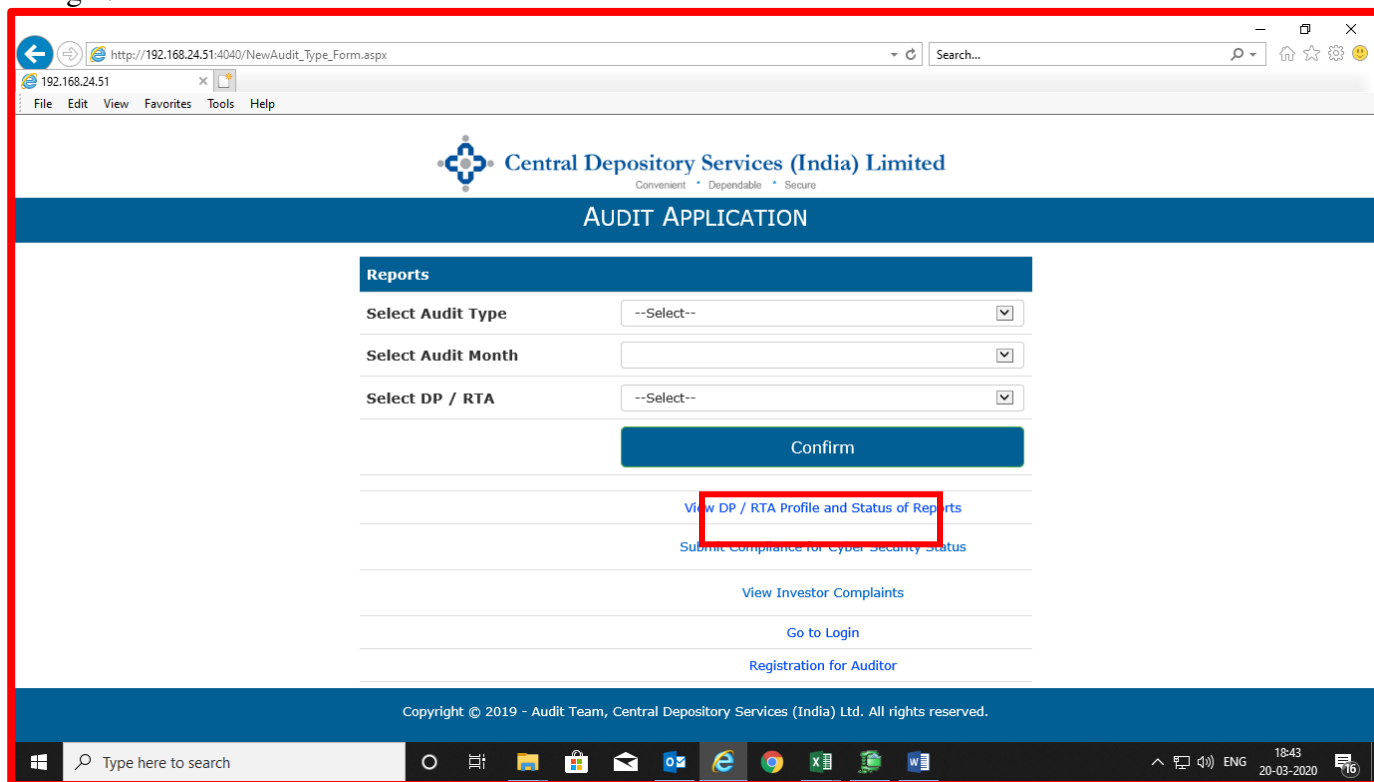 http://192.168.24.51:4040/NewAudit_Type_Form.aspx
Search...
192.168.24.51
File Edit View Favorites Tools Help
Central Depository Services (India) Limited
Convenient * Dependable * Secure
AUDIT APPLICATION
Reports
Select Audit Type --Select--
Select Audit Month
Select DP / RTA --Select--
Confirm
View DP / RTA Profile and Status of Reports
Submit Compliance for Cyber Security Status
View Investor Complaints
Go to Login
Registration for Auditor
Copyright © 2019 - Audit Team, Central Depository Services (India) Ltd. All rights reserved.
Type here to search
ENG
18:43
20-03-2020
16